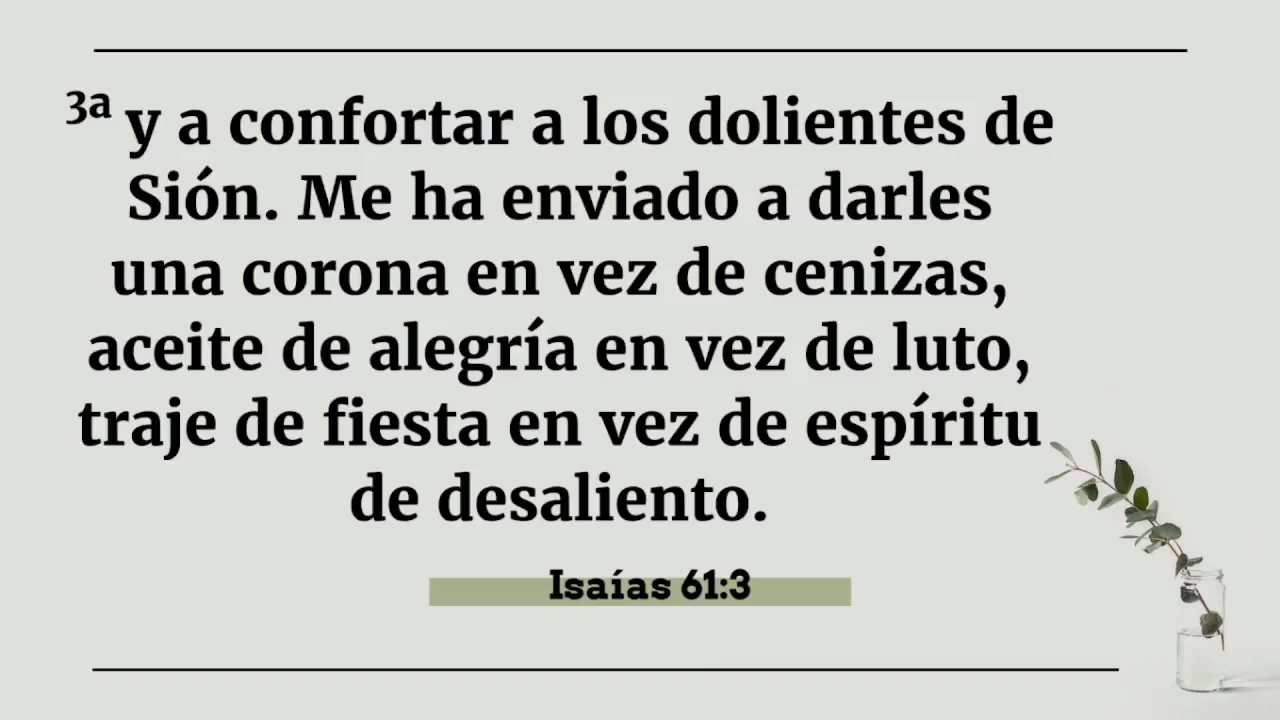 3a y a confortar a los dolientes de
Sión. Me ha enviado a darles
una corona en vez de cenizas,
aceite de alegría en vez de luto,
traje de fiesta en vez de espíritu
de desaliento.
Isaías 61:3